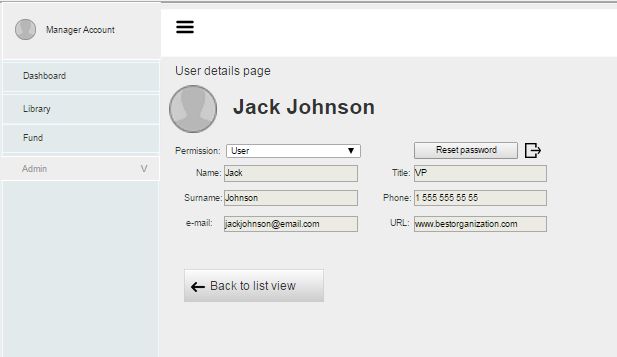 Manager Account
Dashboard
Library
Fund
Admin V
User details page
Jack Johnson
Permission: User Reset password
Name: Jack Title: VP
Surname: Johnson Phone: 1 555 555 55 55
e-mail: jackjohnson@email.com URL: www.bestorganization.com
Back to list view